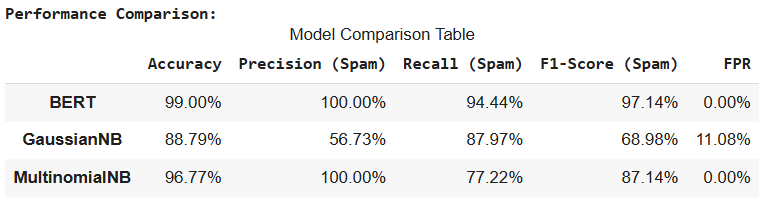 Performance Comparison:
Model Comparison Table
Accuracy Precision (Spam) Recall (Spam) F1-Score (Spam) FPR
BERT 99.00% 100.00% 94.44% 97.14% 0.00%
GaussianNB 88.79% 56.73% 87.97% 68.98% 11.08%
MultinomialNB 96.77% 100.00% 77.22% 87.14% 0.00%